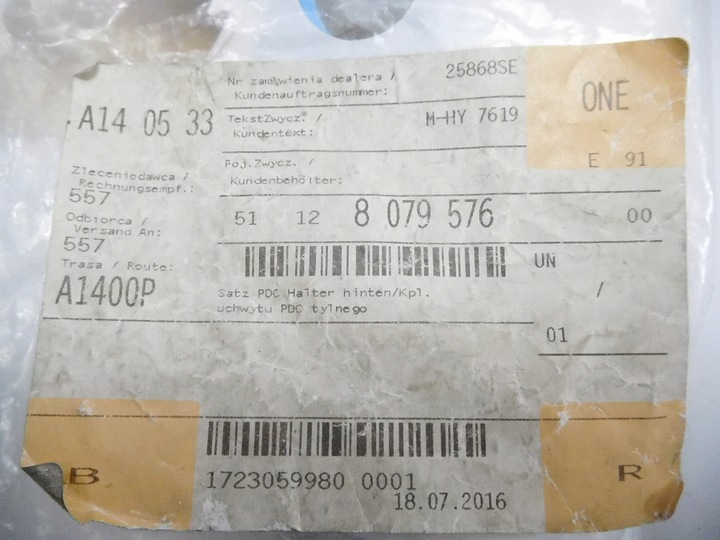 Nr zamówienia dealera / 25868SE
Kundenauftragsnummer:
ONE
A14 05 33
TekstZwycz. / M-HY 7619
Kundentext:
E 91
Poj.Zwycz. /
Kundenbehölter:
Zleceniodawca /
Rechnungsempf.:
557
51 12 8 079 576 00
Odbiorca /
Versand An:
557
UN
Trasa / Route:
A1400P
Satz PDC Halter hinten/Kpl.
uchwytu PDC tylnego
/
01
B
R
1723059980 0001
18.07.2016